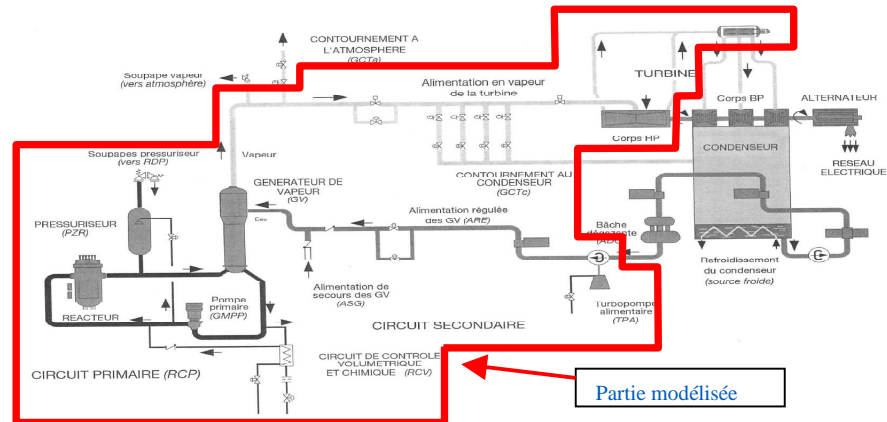 CONTOURNEMENT A
L'ATMOSPHERE
(GCTa)
Soupape vapeur
(vers atmosphère)
Alimentation en vapeur
de la turbine
TURBINE
Corps BP
ALTERNATEUR
Corps HP
CONDENSEUR
RESEAU
ELECTRIQUE
Soupapes pressuriseur
(vers RDP)
Vapeur
CONTOURNEMENT AU
CONDENSEUR
(GCTc)
GENERATEUR DE
VAPEUR
(GV)
Eau
PRESSURISEUR
(PZR)
Alimentation régulée
des GV (ARE)
Bâche
dégazante
(ADG)
Refroidissement
du condenseur
(source froide)
Alimentation de
secours des GV
(ASG)
Pompe
primaire
(GMPP)
REACTEUR
Turbopompe
alimentaire
(TPA)
CIRCUIT SECONDAIRE
CIRCUIT DE CONTROLE
VOLUMETRIQUE
ET CHIMIQUE (RCV)
CIRCUIT PRIMAIRE (RCP)
Partie modélisée